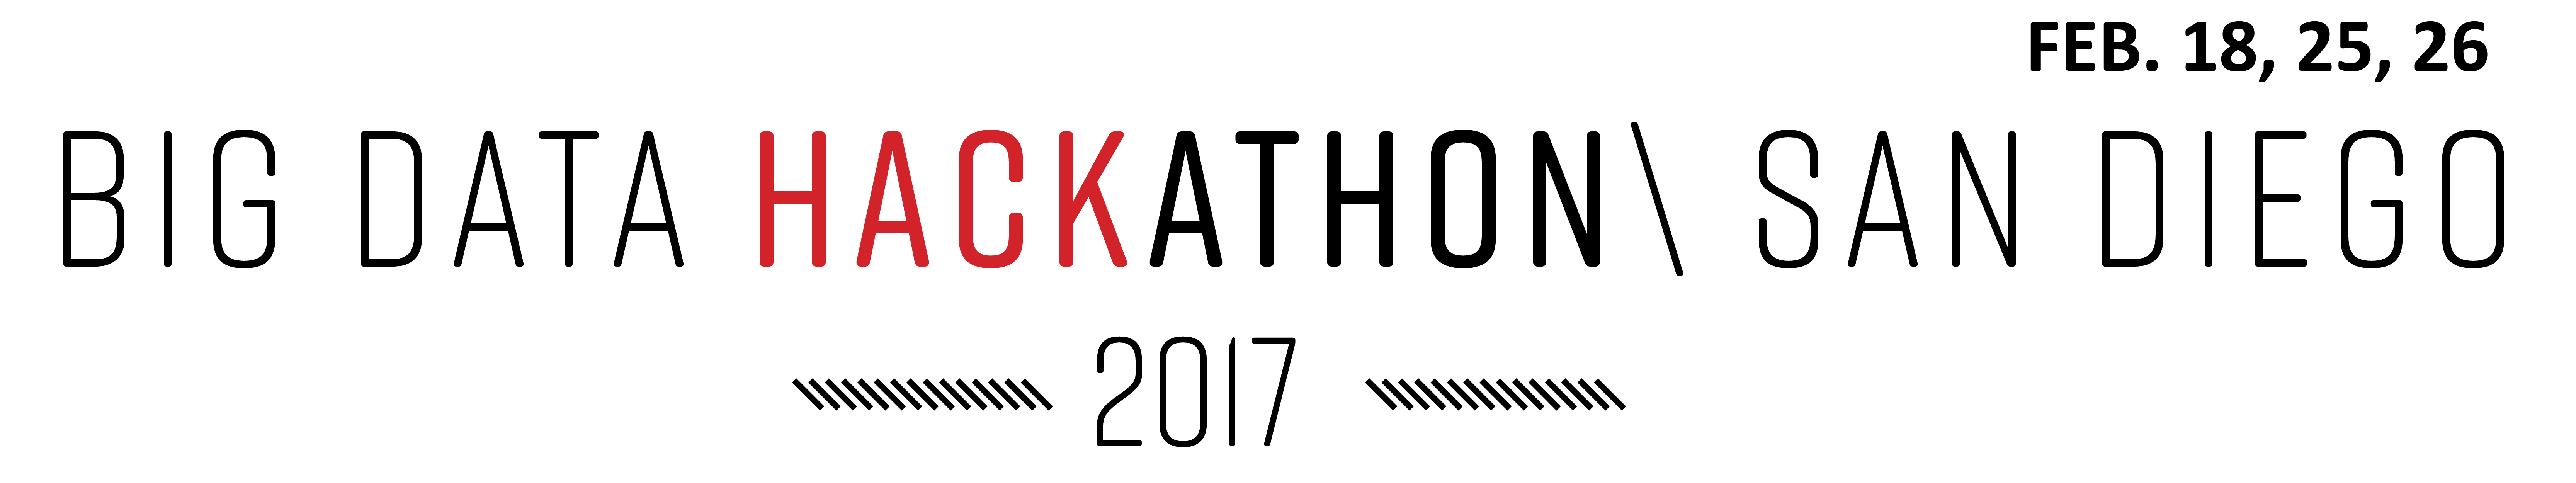 FEB. 18, 25, 26
BIG DATA HACKATHON\ SAN DIEGO
2017